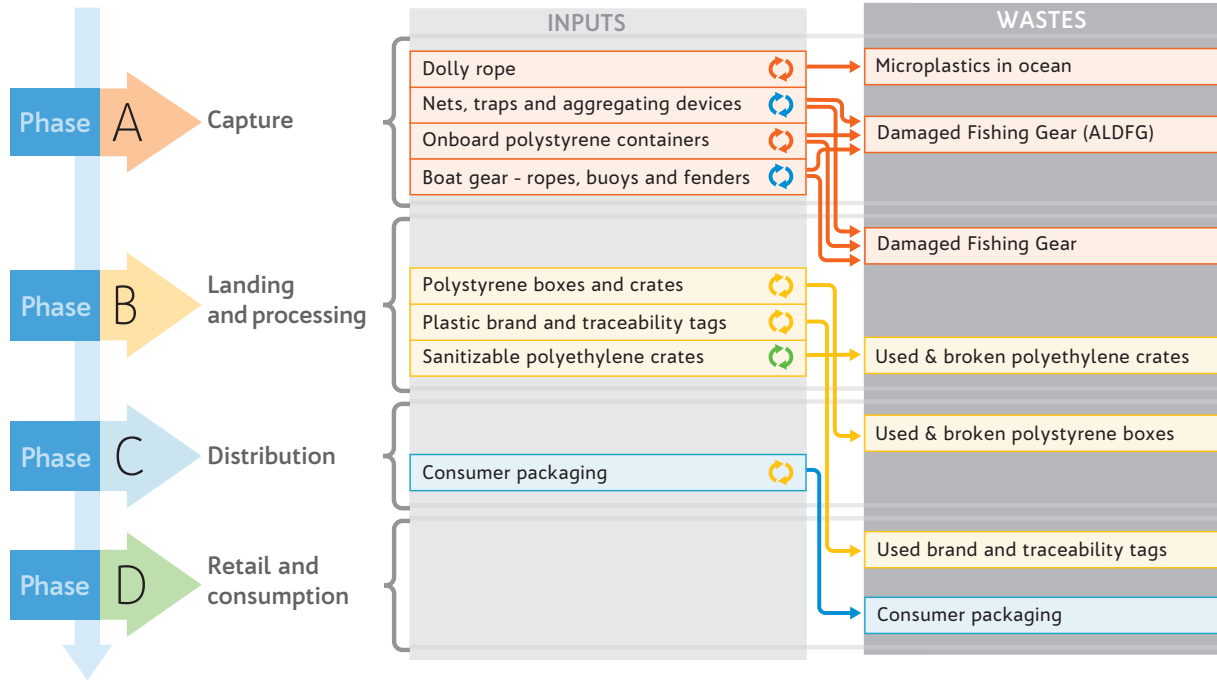 INPUTS
WASTES
Phase A
Capture
Dolly rope
Nets, traps and aggregating devices
Onboard polystyrene containers
Boat gear - ropes, buoys and fenders
Microplastics in ocean
Damaged Fishing Gear (ALDFG)
Damaged Fishing Gear
Phase B
Landing
and processing
Polystyrene boxes and crates
Plastic brand and traceability tags
Sanitizable polyethylene crates
Used & broken polyethylene crates
Phase C
Distribution
Consumer packaging
Used & broken polystyrene boxes
Phase D
Retail and
consumption
Used brand and traceability tags
Consumer packaging